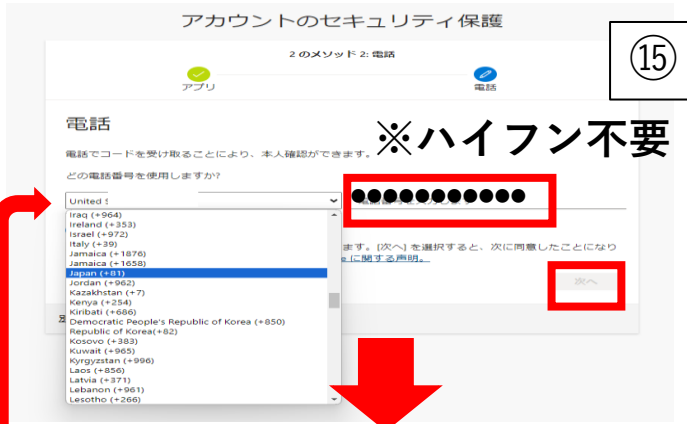 アカウントのセキュリティ保護
2 のメソッド 2: 電話
⑮
アプリ
電話
電話
※ハイフン不要
電話でコードを受け取ることにより、本人確認ができます。
どの電話番号を使用しますか?
United S
●●●●●●●●●●●
Iraq (+964)
Ireland (+353)
Israel (+972)
Italy (+39)
Jamaica (+1876)
Jamaica (+1658)
ます。[次へ] を選択すると、次に同意したことになり
Japan (+81)
に関する声明。
Jordan (+962)
次へ
Kazakhstan (+7)
Kenya (+254)
Kiribati (+686)
Democratic People's Republic of Korea (+850)
Republic of Korea(+82)
Kosovo (+383)
Kuwait (+965)
Kyrgyzstan (+996)
Laos (+856)
Latvia (+371)
Lebanon (+961)
Lesotho (+266)